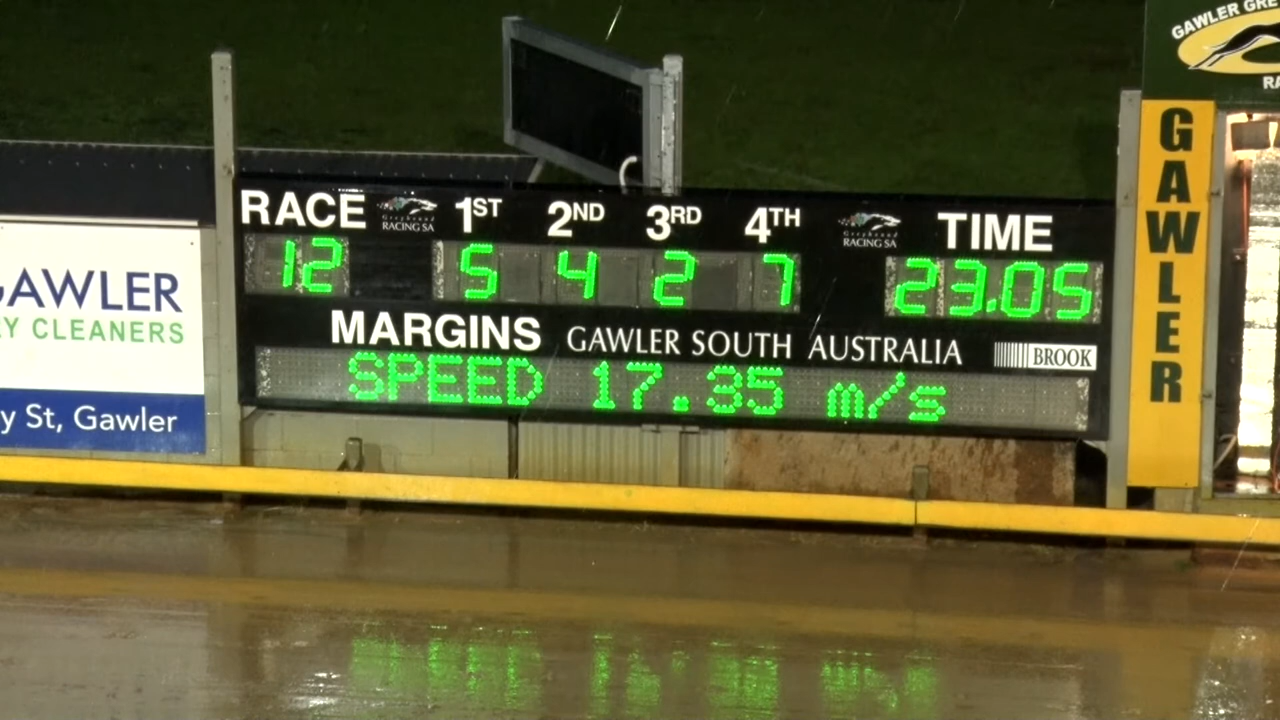 GAWLER GRE
RA
RACE 1ST 2ND 3RD 4TH TIME
Greyhound
RACING SA
Greyhound
RACING SA
12 5 4 2 7 23.05
MARGINS GAWLER SOUTH AUSTRALIA BROOK
SPEED 17.35 m/s
GAWLER
GAWLER
RY CLEANERS
y St, Gawler